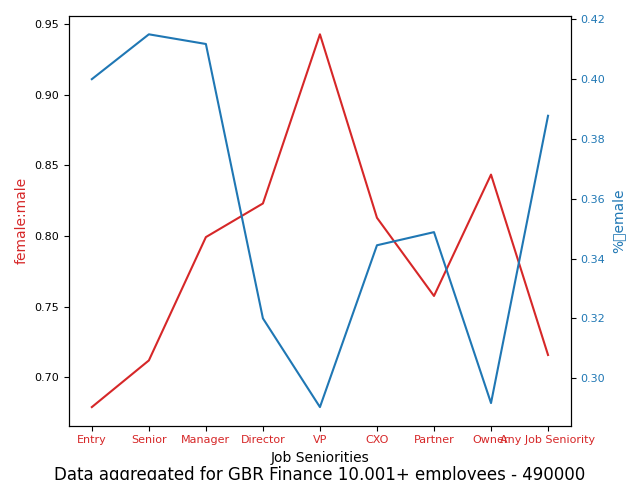 0.95
0.90
0.85
0.80
0.75
0.70
female:male
0.42
0.40
0.38
0.36
0.34
0.32
0.30
%▯emale
Entry Senior Manager Director VP CXO Partner Owner Any Job Seniority
Job Seniorities
Data aggregated for GBR Finance 10,001+ employees - 490000